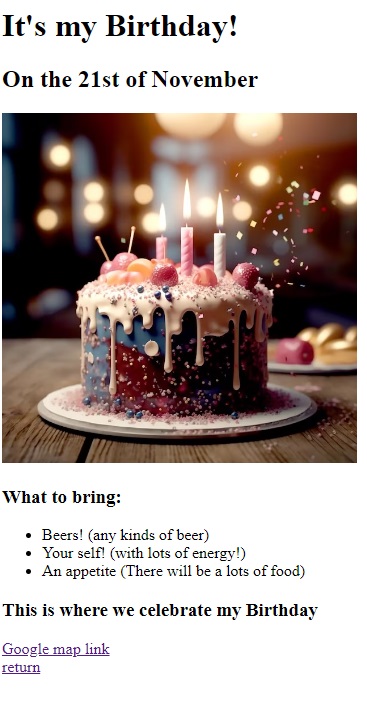 It's my Birthday!
On the 21st of November
What to bring:
Beers! (any kinds of beer)
Your self! (with lots of energy!)
An appetite (There will be a lots of food)
This is where we celebrate my Birthday
Google map link
return